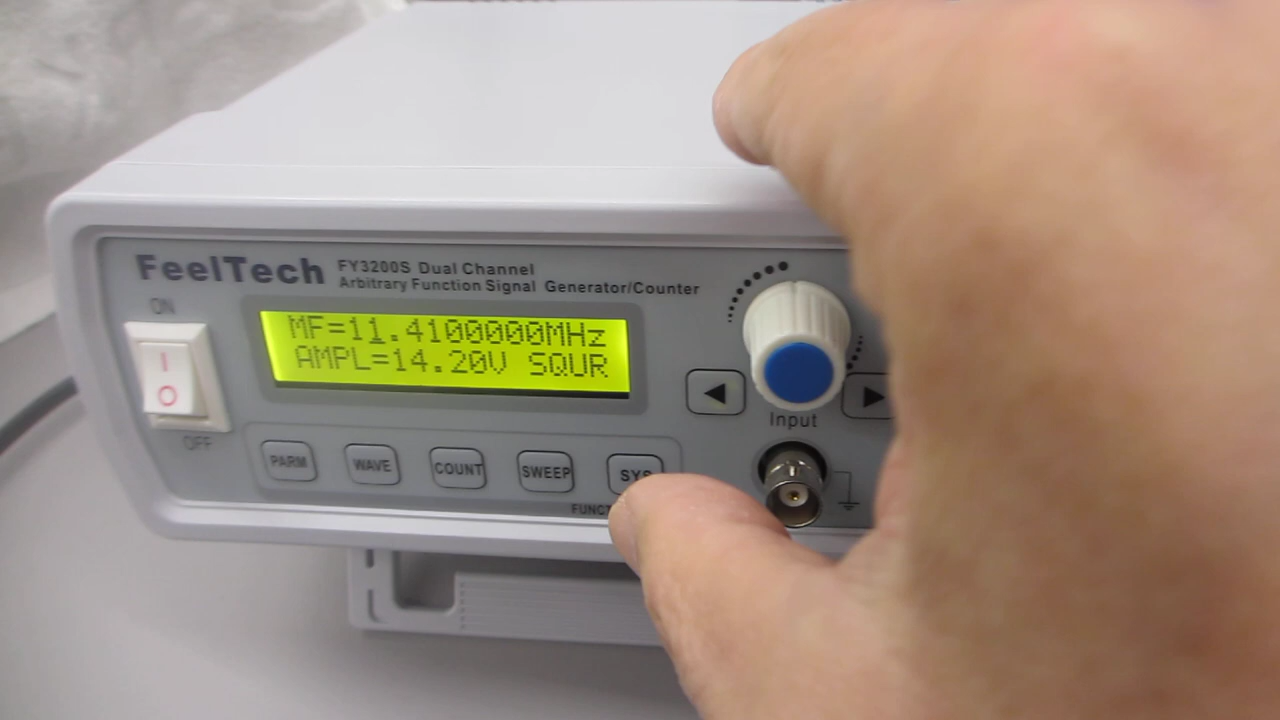 FeelTech
FY3200S Dual Channel
Arbitrary Function Signal Generator/Counter
ON
MF=11.4100000MHz
AMPL=14.20V SQUR
I
O
OFF
Input
PARM
WAVE
COUNT
SWEEP
SYS